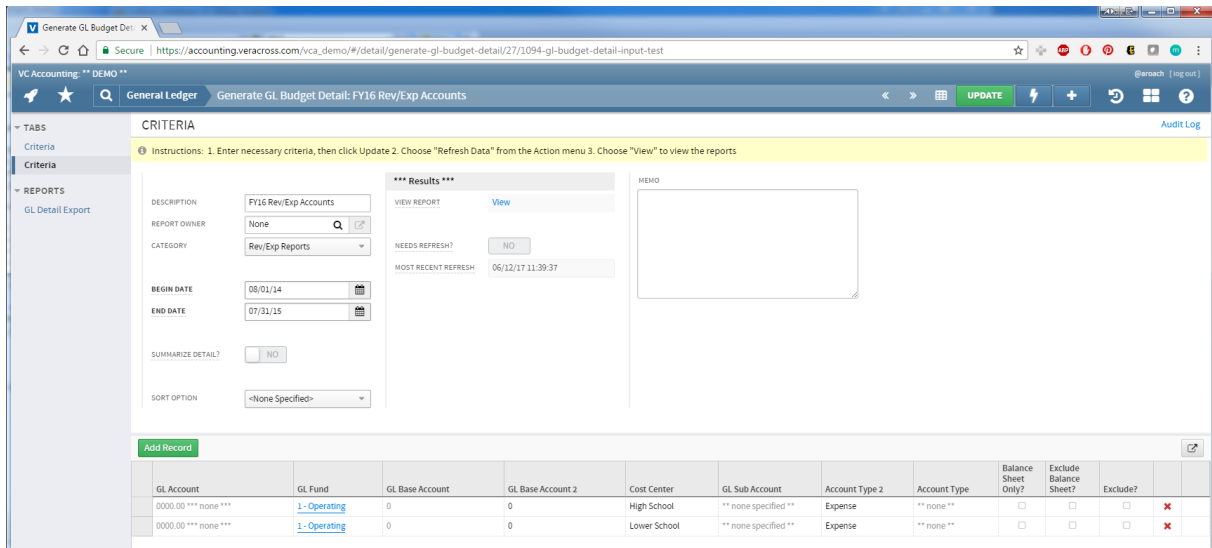 Generate GL Budget Det
Secure
https://accounting.veracross.com/vca_demo/#/detail/generate-gl-budget-detail/27/1094-gl-budget-detail-input-test
VC Accounting: ** DEMO **
@aroach [log out]
General Ledger Generate GL Budget Detail: FY16 Rev/Exp Accounts
UPDATE
TABS
Criteria
Criteria
REPORTS
GL Detail Export
CRITERIA
Audit Log
Instructions: 1. Enter necessary criteria, then click Update 2. Choose "Refresh Data" from the Action menu 3. Choose "View" to view the reports
DESCRIPTION FY16 Rev/Exp Accounts
REPORT OWNER None
CATEGORY Rev/Exp Reports
BEGIN DATE 08/01/14
END DATE 07/31/15
SUMMARIZE DETAIL? NO
SORT OPTION <None Specified>
*** Results ***
VIEW REPORT View
NEEDS REFRESH? NO
MOST RECENT REFRESH 06/12/17 11:39:37
MEMO
Add Record
GL Account GL Fund GL Base Account GL Base Account 2 Cost Center GL Sub Account Account Type 2 Account Type Balance Sheet Only? Exclude Balance Sheet? Exclude?
0000.00 *** none *** 1 - Operating 0 0 High School ** none specified ** Expense ** none **
0000.00 *** none *** 1 - Operating 0 0 Lower School ** none specified ** Expense ** none **